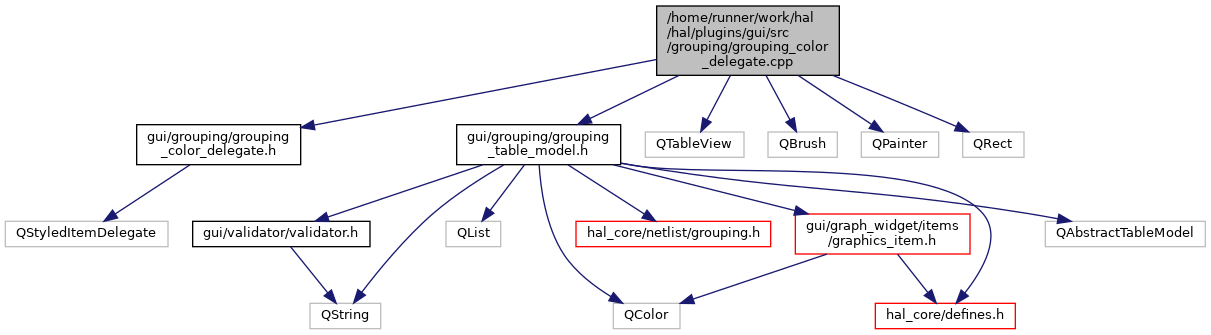 /home/runner/work/hal
/hal/plugins/gui/src
/grouping/grouping_color
_delegate.cpp
gui/grouping/grouping
_color_delegate.h
gui/grouping/grouping
_table_model.h
QTableView
QBrush
QPainter
QRect
QStyledItemDelegate
gui/validator/validator.h
QList
hal_core/netlist/grouping.h
gui/graph_widget/items
/graphics_item.h
QAbstractTableModel
QString
QColor
hal_core/defines.h